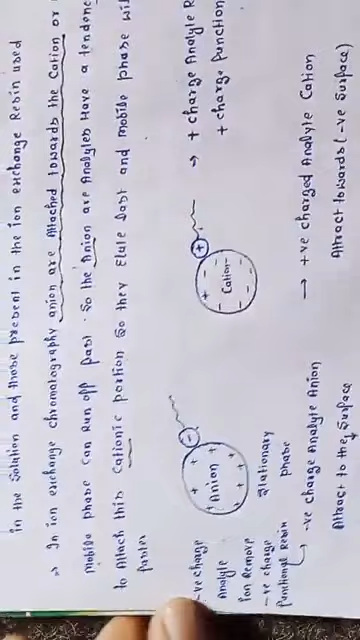 in the Solution and those present in the ion exchange Resin used
⇒ In ion exchange chromatography anion are Attached towards the Cation or
mobile phase can Run off fast. So the Anion are Analytes Have a tendenc
to Attach this Cationic portion So they Elute last and mobile phase wil
faster
-ve charge
Analyte
Ion Remove
-ve charge
functional Resin
Anion
Stationary
phase
→ -ve charge Analyte Anion
Attract to the + Surface
Cation
→ + charge Analyte R
+ charge function
→ +ve charged Analyte Cation
Attract towards (-ve Surface)